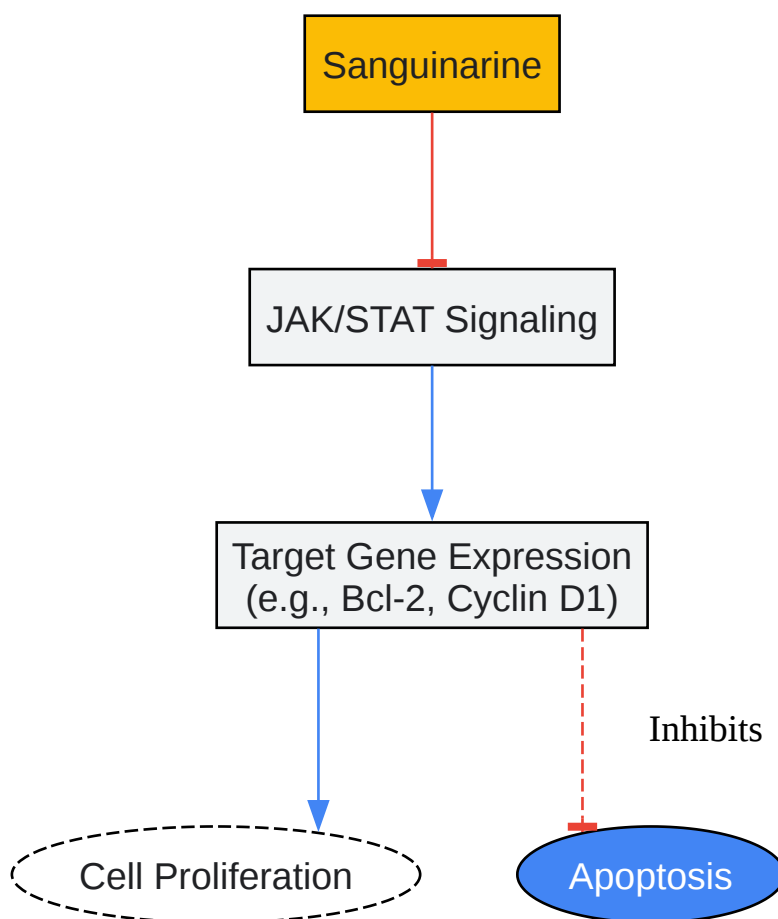 Sanguinarine
JAK/STAT Signaling
Target Gene Expression
(e.g., Bcl-2, Cyclin D1)
Inhibits
Cell Proliferation
Apoptosis